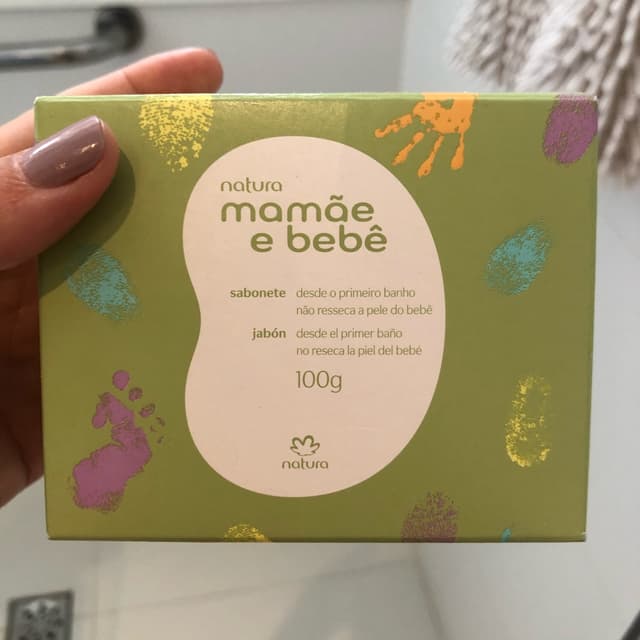 natura
mamãe
e bebê
sabonete desde o primeiro banho
não resseca a pele do bebê
jabón desde el primer baño
no reseca la piel del bebé
100g
natura